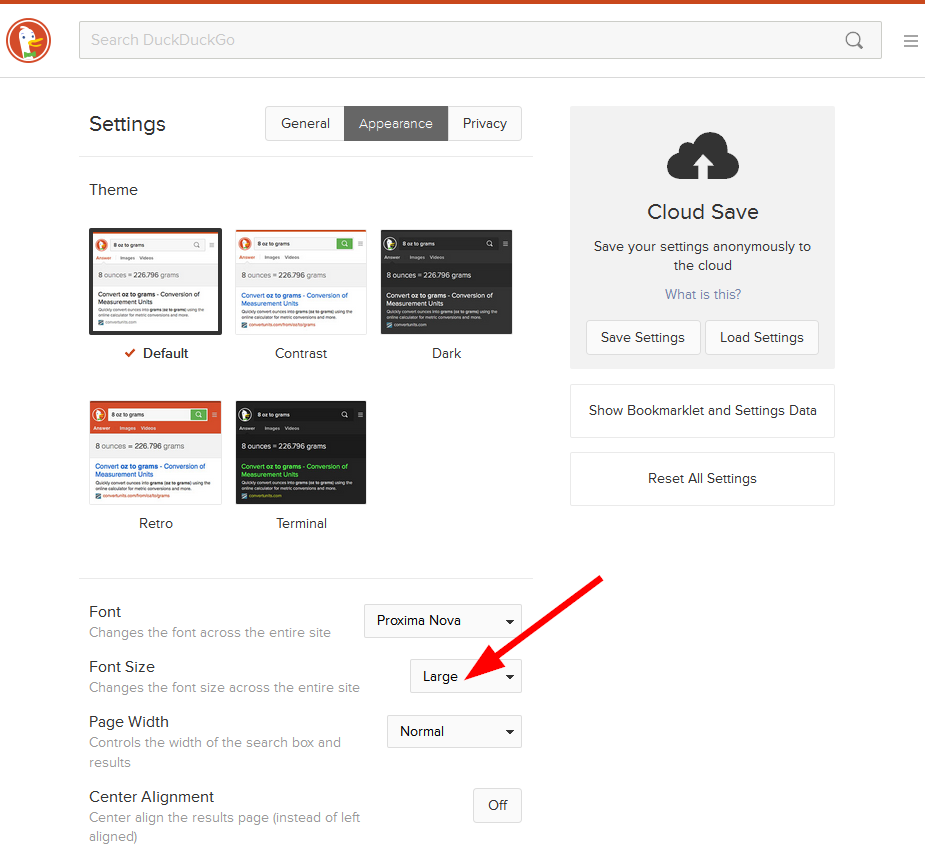 Search DuckDuckGo
Settings
General
Appearance
Privacy
Theme
8 oz to grams
Answer Images Videos
8 ounces = 226.796 grams
Convert oz to grams - Conversion of
Measurement Units
Quickly convert ounces into grams (oz to grams) using the
online calculator for metric conversions and more.
convertunits.com
Default
8 oz to grams
Answer Images Videos
8 ounces = 226.796 grams
Convert oz to grams - Conversion of
Measurement Units
Quickly convert ounces into grams (oz to grams) using the
online calculator for metric conversions and more.
convertunits.com/from/oz/to/grams
Contrast
8 oz to grams
Answer Images Videos
8 ounces = 226.796 grams
Convert oz to grams - Conversion of
Measurement Units
Quickly convert ounces into grams (oz to grams) using the
online calculator for metric conversions and more.
convertunits.com
Dark
8 oz to grams
Answer Images Videos
8 ounces = 226.796 grams
Convert oz to grams - Conversion of
Measurement Units
Quickly convert ounces into grams (oz to grams) using the
online calculator for metric conversions and more.
convertunits.com/from/oz/to/grams
Retro
8 oz to grams
Answer Images Videos
8 ounces = 226.796 grams
Convert oz to grams - Conversion of
Measurement Units
Quickly convert ounces into grams (oz to grams) using the
online calculator for metric conversions and more.
convertunits.com
Terminal
Font
Changes the font across the entire site
Proxima Nova
Font Size
Changes the font size across the entire site
Large
Page Width
Controls the width of the search box and
results
Normal
Center Alignment
Center align the results page (instead of left
aligned)
Off
Cloud Save
Save your settings anonymously to
the cloud
What is this?
Save Settings
Load Settings
Show Bookmarklet and Settings Data
Reset All Settings